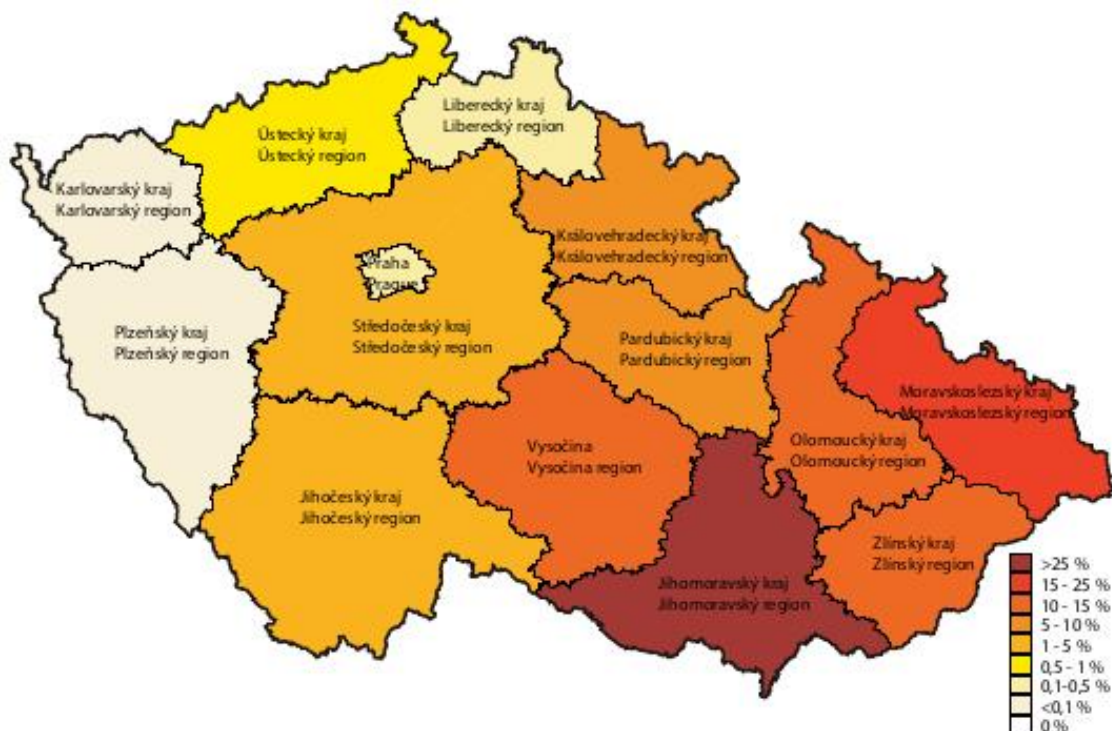 Liberecký kraj
Liberecký region
Ústecký kraj
Ústecký region
Karlovarský kraj
Karlovarský region
Královehradecký kraj
Královehradecký region
Praha
Prague
Plzeňský kraj
Plzeňský region
Středočeský kraj
Středočeský region
Pardubický kraj
Pardubický region
Moravskoslezský kraj
Moravskoslezský region
Vysočina
Vysočina region
Olomoucký kraj
Olomoucký region
Jihočeský kraj
Jihočeský region
Zlínský kraj
Zlínský region
Jihomoravský kraj
Jihomoravský region
>25 %
15 - 25 %
10 - 15 %
5 - 10 %
1 - 5 %
0,5 - 1 %
0,1-0,5 %
<0,1 %
0 %